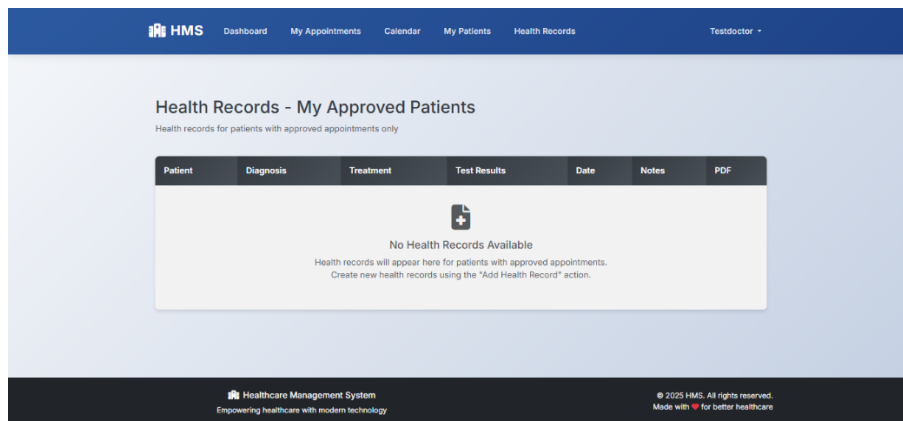 HMS Dashboard My Appointments Calendar My Patients Health Records Testdoctor
Health Records - My Approved Patients
Health records for patients with approved appointments only
Patient Diagnosis Treatment Test Results Date Notes PDF
No Health Records Available
Health records will appear here for patients with approved appointments.
Create new health records using the "Add Health Record" action.
Healthcare Management System
Empowering healthcare with modern technology
© 2025 HMS. All rights reserved.
Made with ❤ for better healthcare